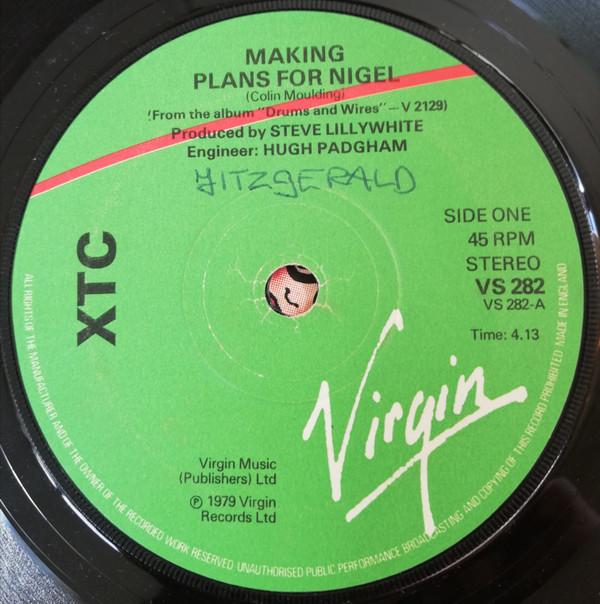 MAKING
PLANS FOR NIGEL
(Colin Moulding)
(From the album "Drums and Wires" — V 2129)
Produced by STEVE LILLYWHITE
Engineer: HUGH PADGHAM
FITZGERALD
XTC
SIDE ONE
45 RPM
STEREO
VS 282
VS 282-A
Time: 4.13
Virgin
Virgin Music
(Publishers) Ltd
℗ 1979 Virgin
Records Ltd
ALL RIGHTS OF THE MANUFACTURER AND OF THE OWNER OF THE RECORDED WORK RESERVED UNAUTHORISED PUBLIC PERFORMANCE BROADCASTING AND COPYING OF THIS RECORD PROHIBITED MADE IN ENGLAND